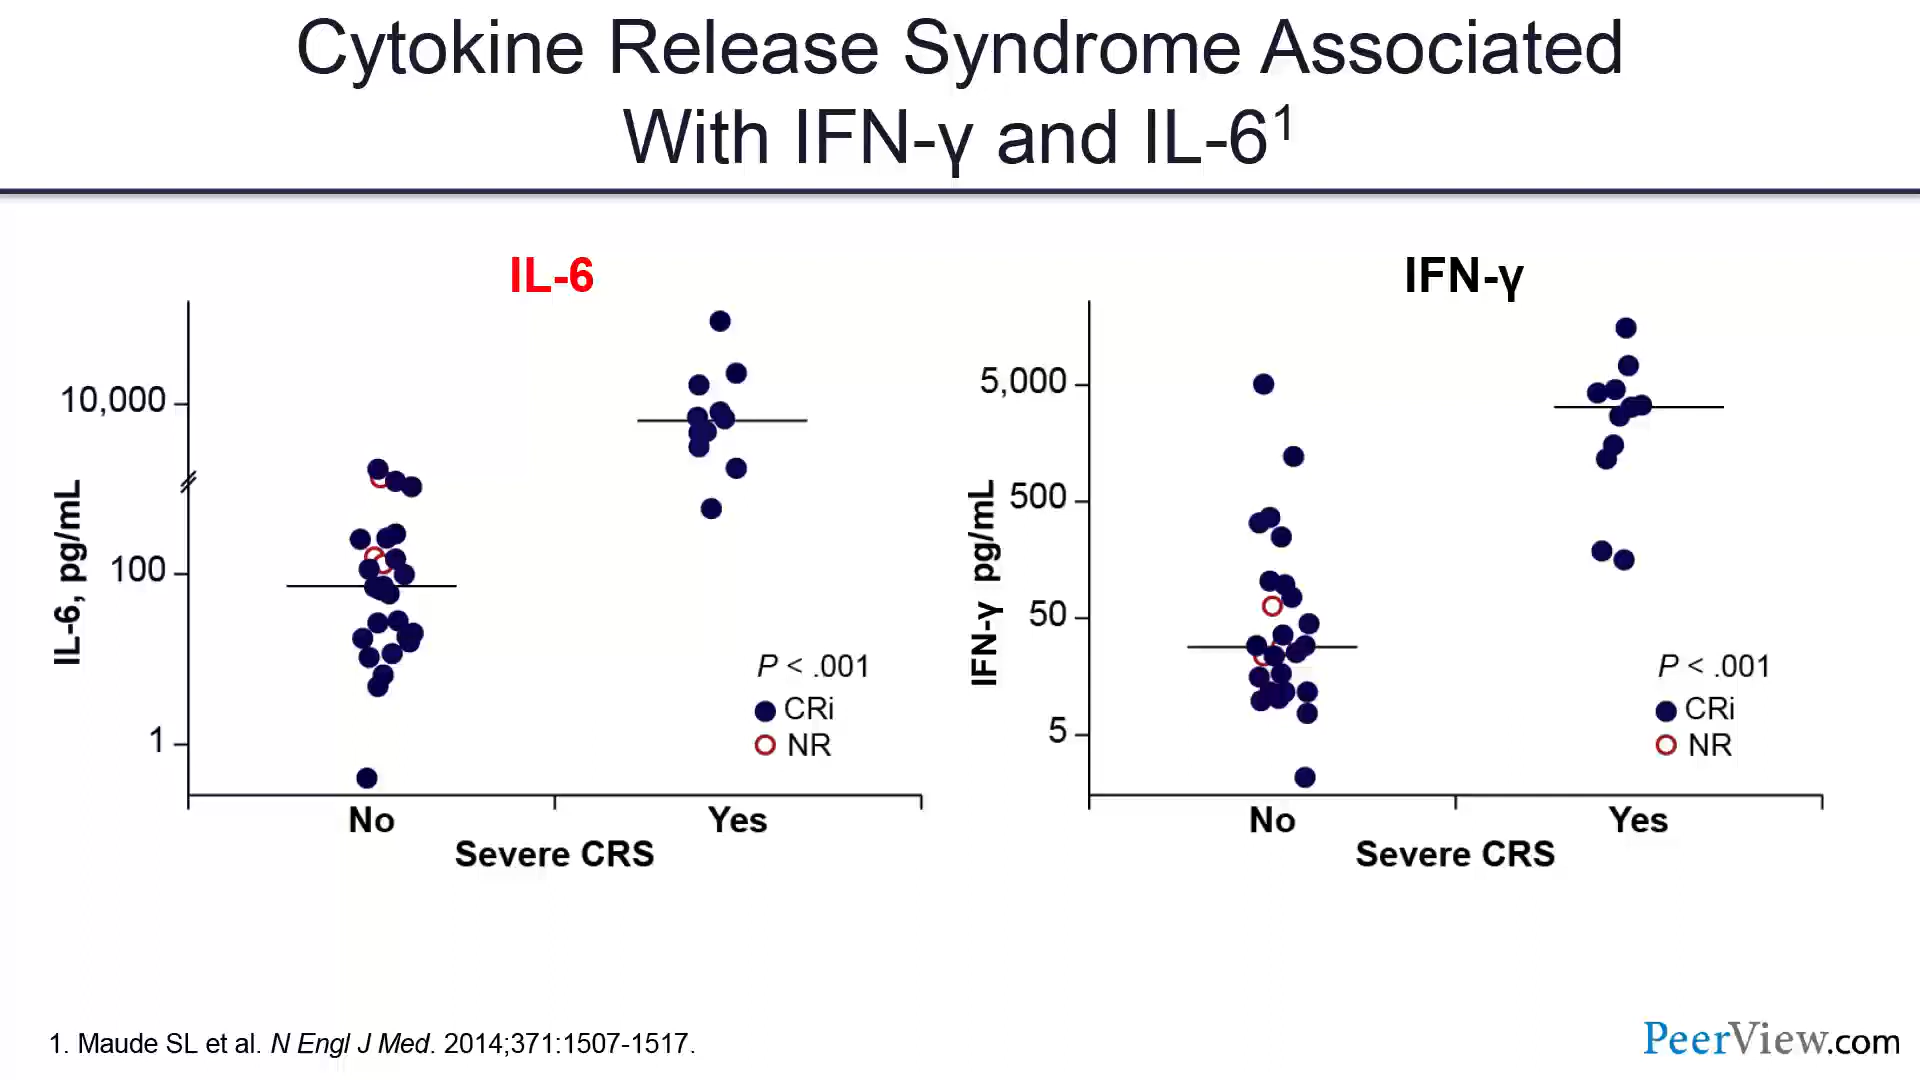 Cytokine Release Syndrome Associated
With IFN-γ and IL-6¹
IL-6
10,000
100
1
IL-6, pg/mL
No
Yes
Severe CRS
P < .001
CRi
NR
IFN-γ
5,000
500
50
5
IFN-γ pg/mL
No
Yes
Severe CRS
P < .001
CRi
NR
1. Maude SL et al. N Engl J Med. 2014;371:1507-1517.
PeerView.com